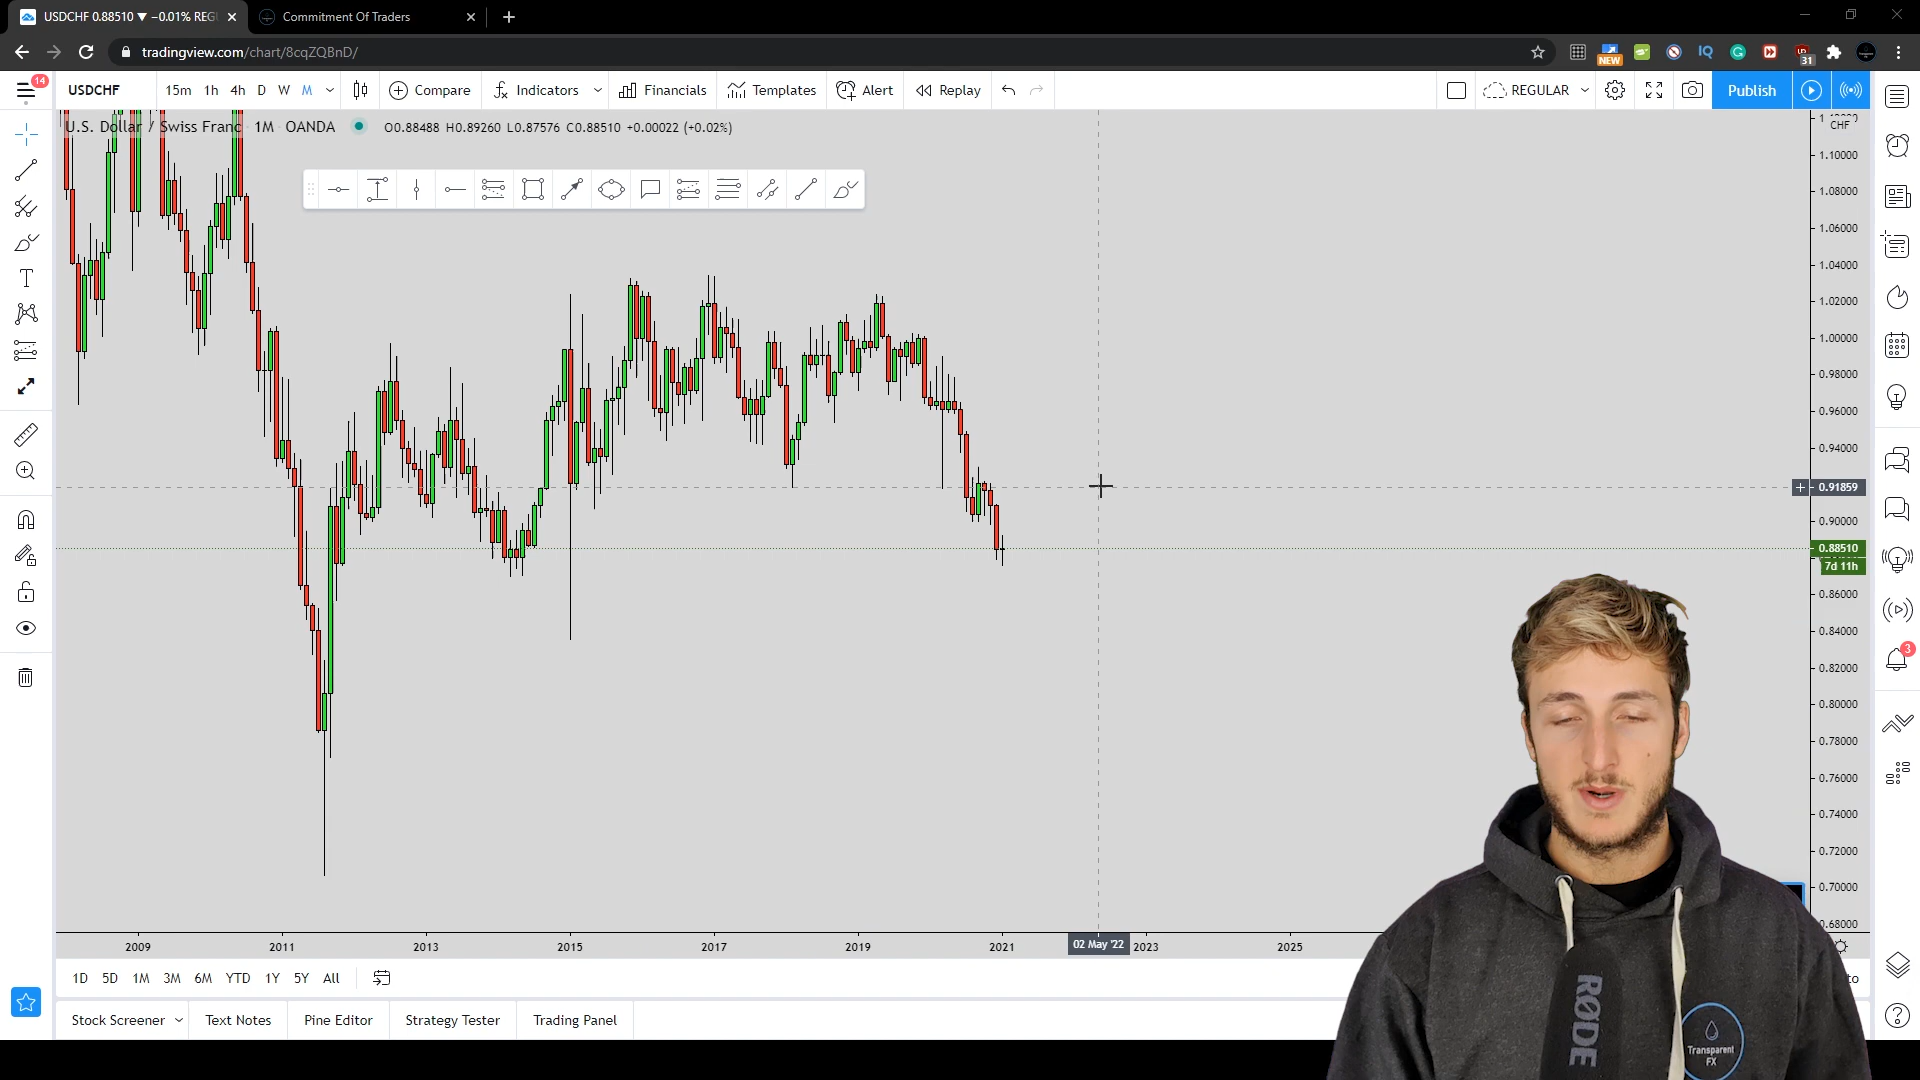 USDCHF 0.88510 ▼ −0.01% REG
Commitment Of Traders
tradingview.com/chart/8cqZQBnD/
NEW
31
14
USDCHF 15m 1h 4h D W M Compare Indicators Financials Templates Alert Replay REGULAR Publish
U.S. Dollar / Swiss Franc 1M OANDA O0.88488 H0.89260 L0.87576 C0.88510 +0.00022 (+0.02%)
CHF
1.10000
1.08000
1.06000
1.04000
1.02000
1.00000
0.98000
0.96000
0.94000
0.91859
0.90000
0.88510
7d 11h
0.86000
0.84000
0.82000
0.80000
0.78000
0.76000
0.74000
0.72000
0.70000
0.68000
3
2009 2011 2013 2015 2017 2019 2021 02 May '22 2023 2025
1D 5D 1M 3M 6M YTD 1Y 5Y All
Stock Screener Text Notes Pine Editor Strategy Tester Trading Panel
RØDE
Transparent
FX